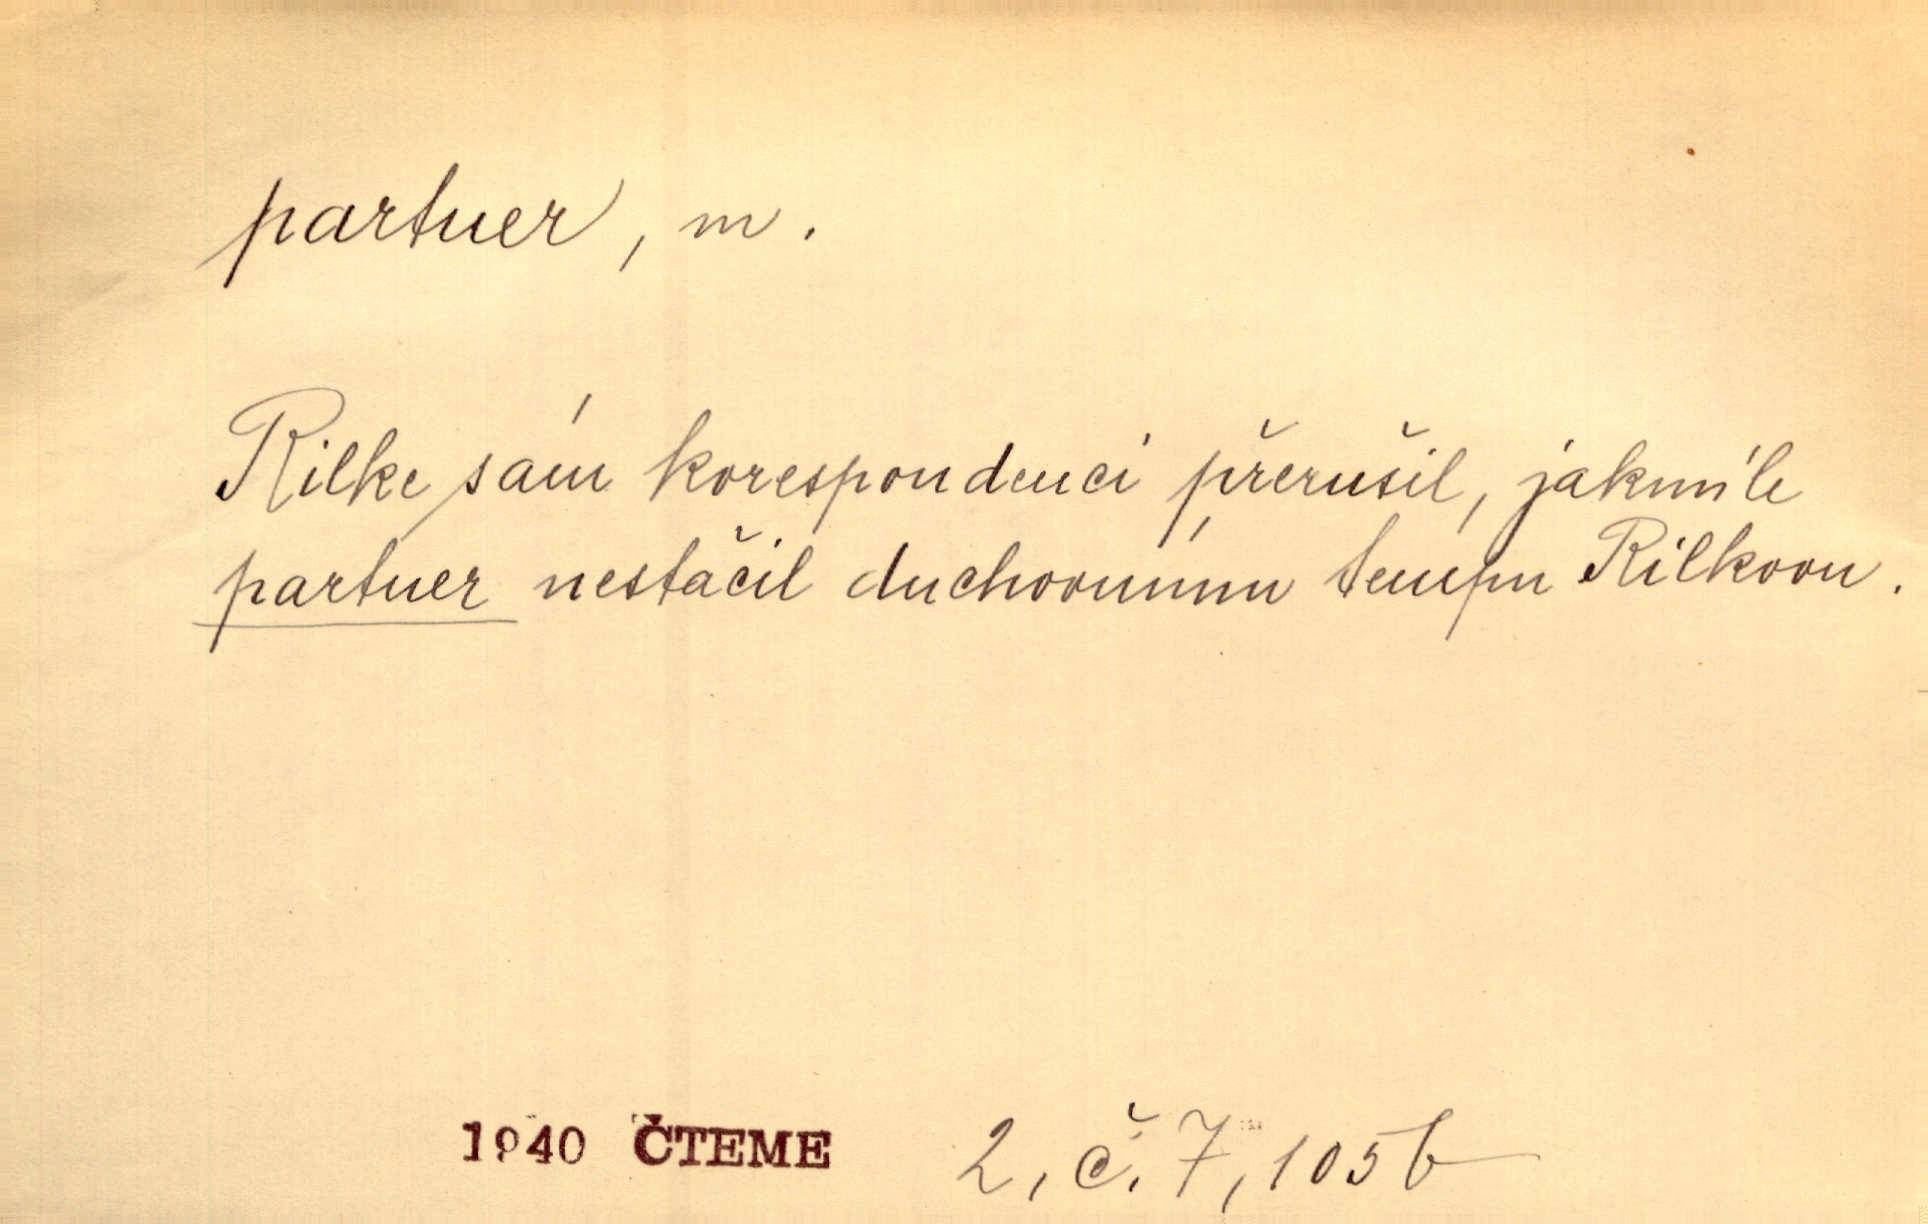 partner, m.
Rilke sám korespondenci přerušil, jakmile
partner nestačil duchovnímu tempu Rilkovu.
1940 ČTEME 2, č. 7, 105b